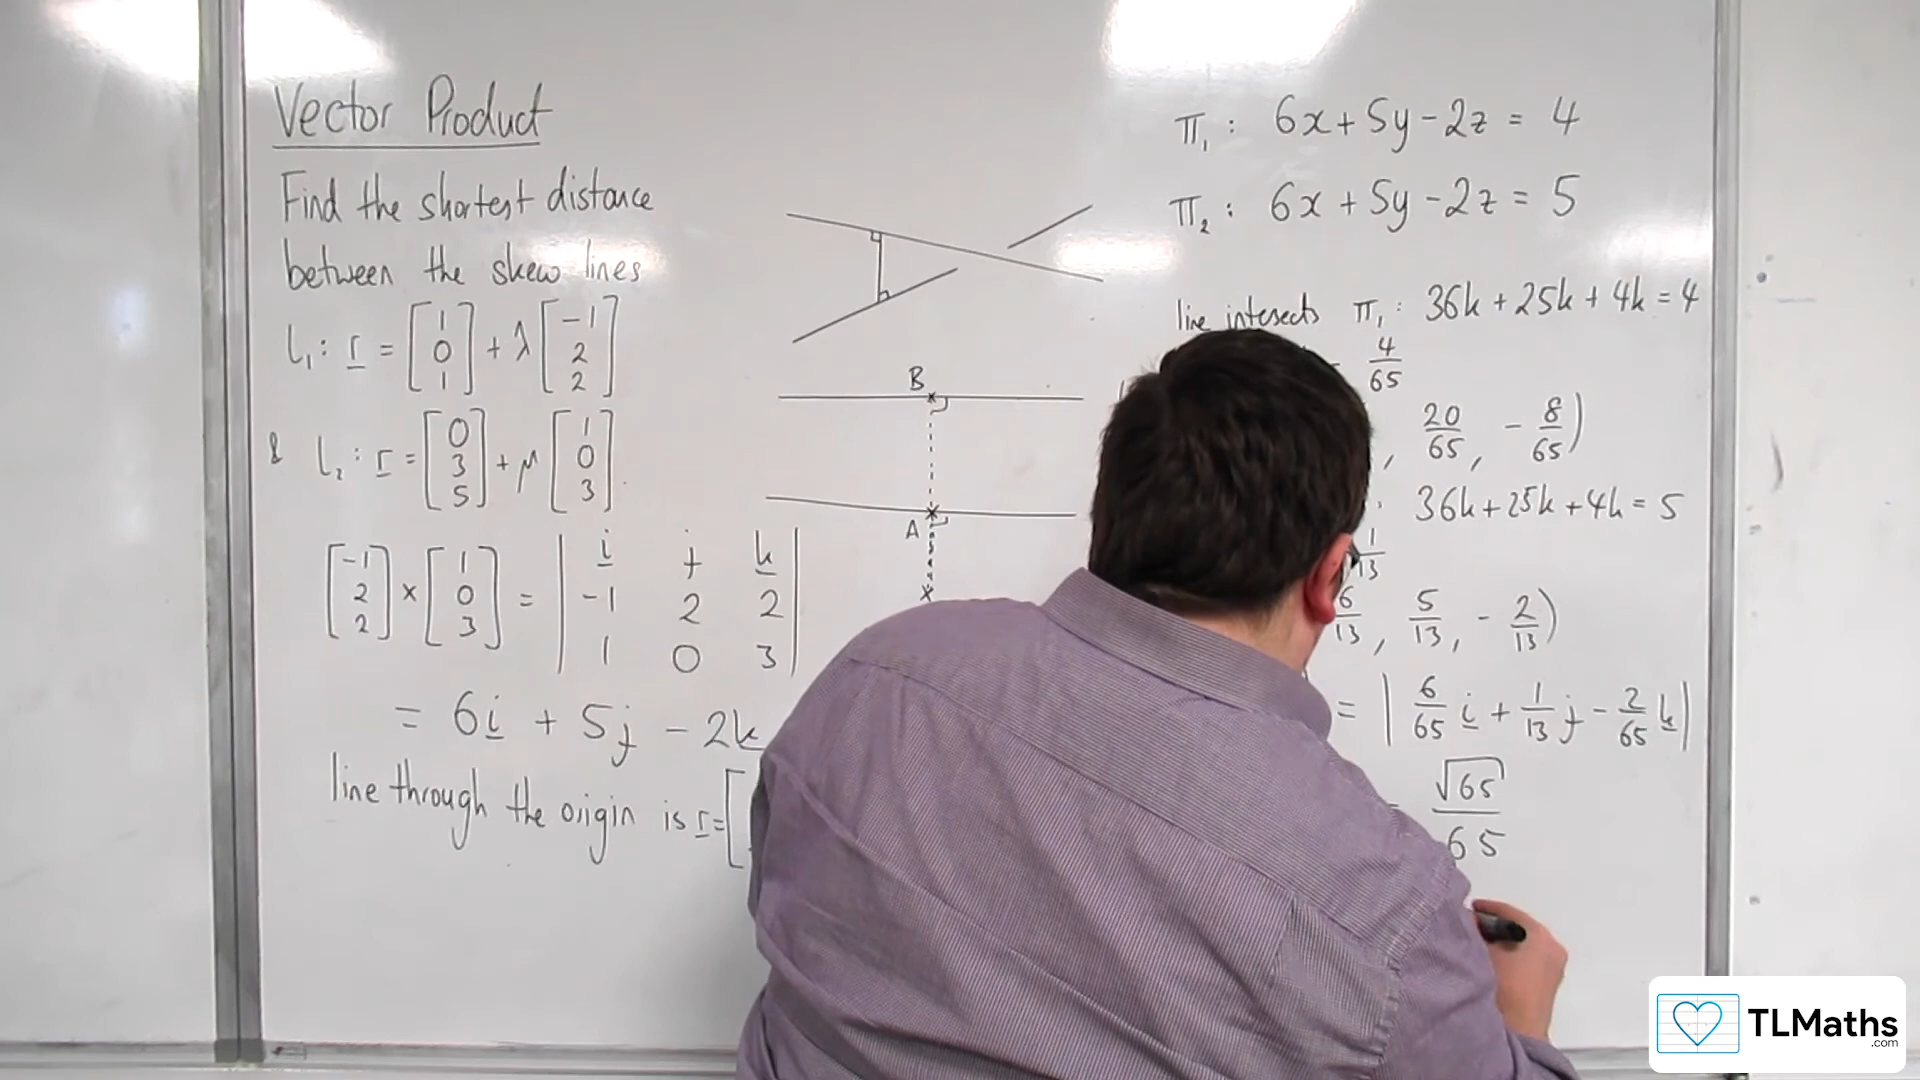 Vector Product
Find the shortest distance
between the skew lines
l₁: r = [1 0 1] + λ [-1 2 2]
& l₂: r = [0 3 5] + μ [1 0 3]
[-1 2 2] × [1 0 3] = | i j k
-1 2 2
1 0 3 |
= 6i + 5j - 2k
line through the origin is r = [
B
A
π₁: 6x + 5y - 2z = 4
π₂: 6x + 5y - 2z = 5
line intersects π₁: 36k + 25k + 4k = 4
4/65
, 20/65, -8/65)
: 36k + 25k + 4k = 5
1/13
6/13, 5/13, -2/13)
= | 6/65 i + 1/13 j - 2/65 k |
= √65/65
TLMaths
.com